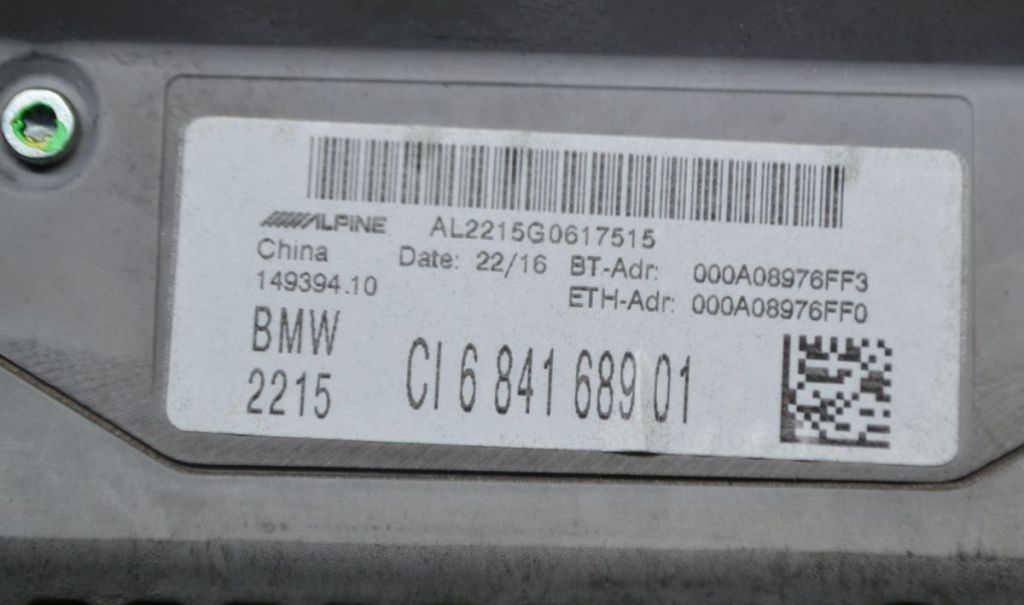 ALPINE AL2215G0617515
China Date: 22/16 BT-Adr: 000A08976FF3
149394.10 ETH-Adr: 000A08976FF0
BMW
2215 CI 6 841 689 01